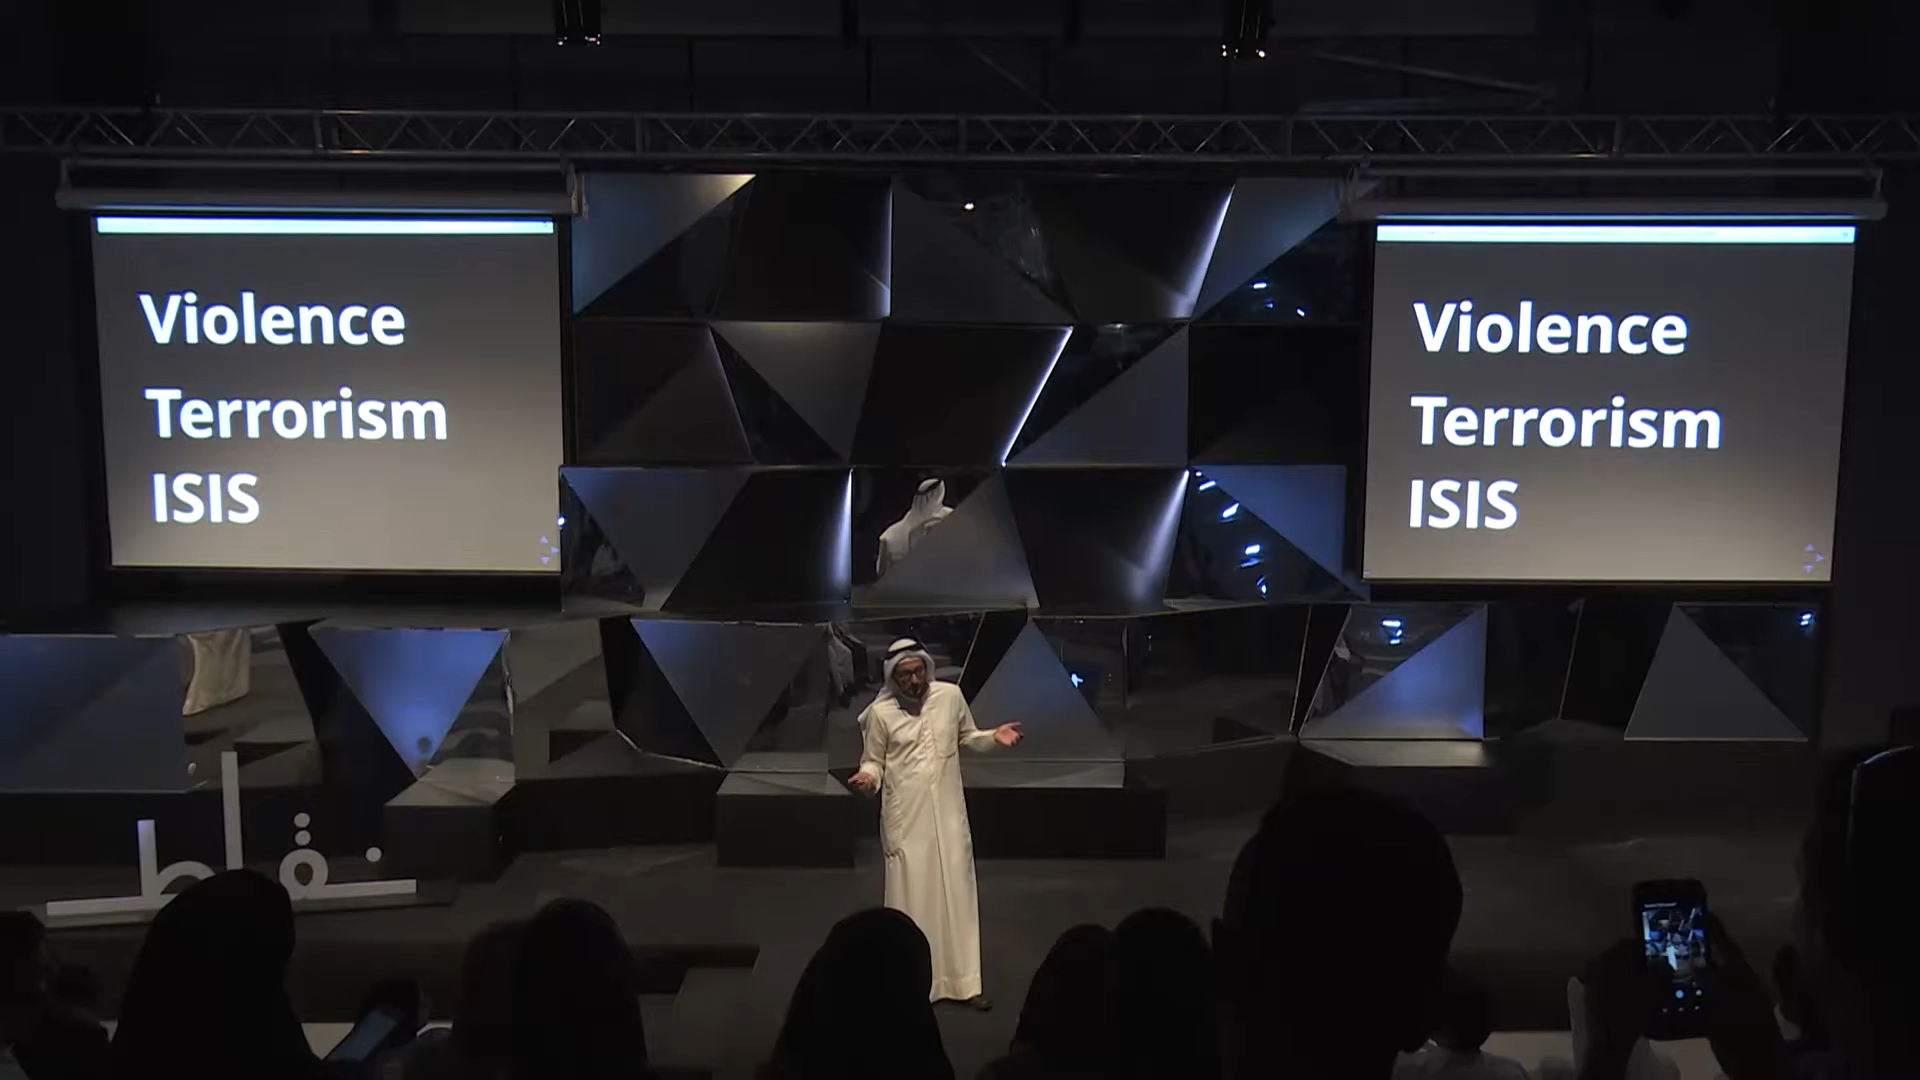 Violence
Terrorism
ISIS
Violence
Terrorism
ISIS
نقاط